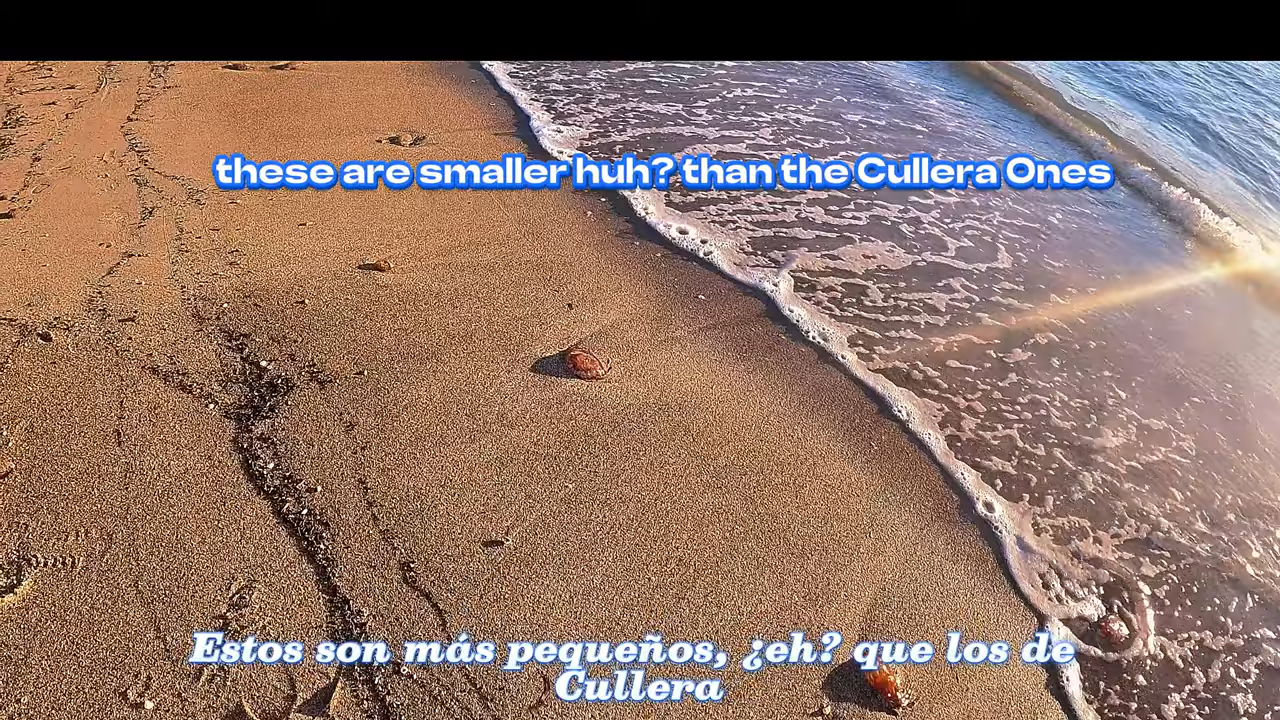 these are smaller huh? than the Cullera Ones
Estos son más pequeños, ¿eh? que los de
Cullera